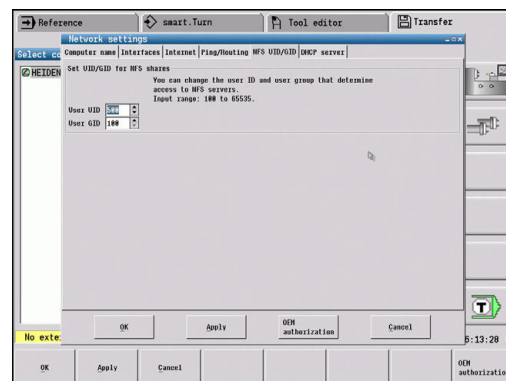 Reference
smart.Turn
Tool editor
Transfer
Network settings
Select co
Computer name Interfaces Internet Ping/Routing NFS UID/GID DHCP server
HEIDEN
Set UID/GID for NFS shares
You can change the user ID and user group that determine
access to NFS servers.
Input range: 100 to 65535.
User UID
User GID 100
OK
Apply
OEM
authorization
Cancel
No exte
6:13:28
OK
Apply
Cancel
OEM
authorizatio